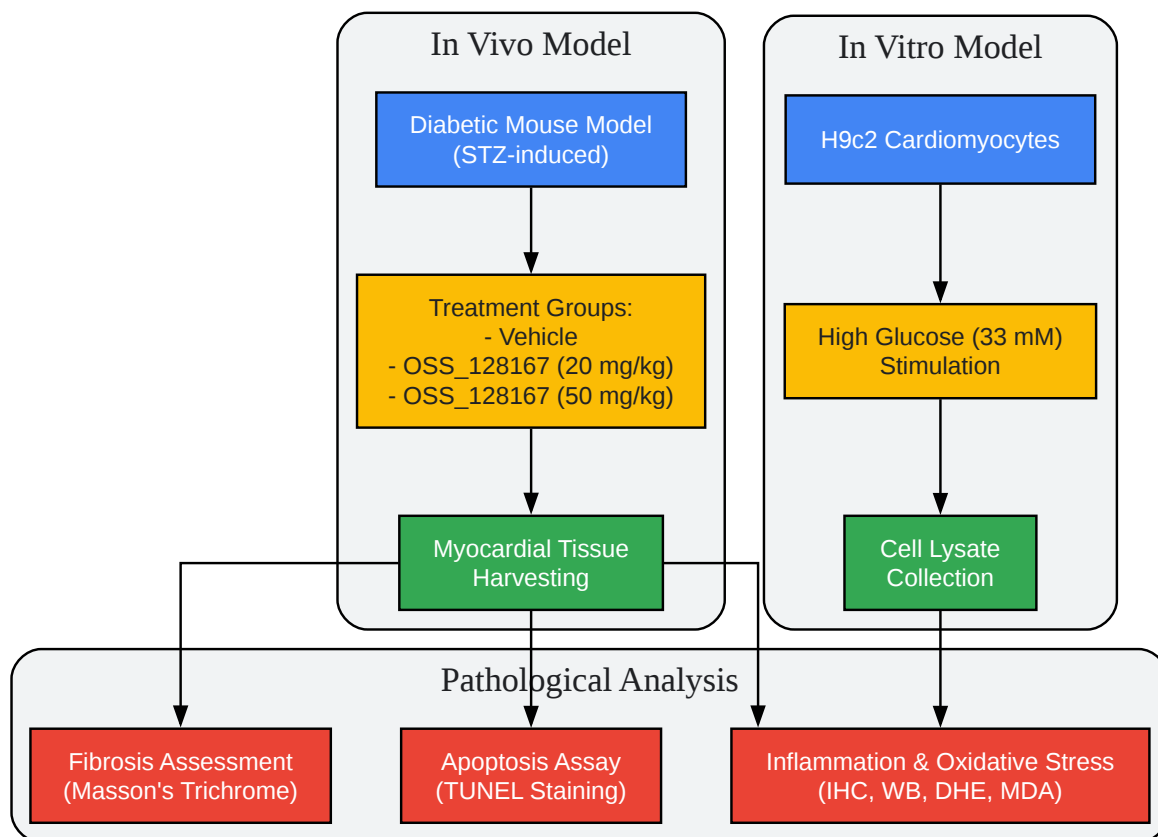 In Vivo Model
Diabetic Mouse Model
(STZ-induced)
Treatment Groups:
- Vehicle
- OSS_128167 (20 mg/kg)
- OSS_128167 (50 mg/kg)
Myocardial Tissue
Harvesting
In Vitro Model
H9c2 Cardiomyocytes
High Glucose (33 mM)
Stimulation
Cell Lysate
Collection
Pathological Analysis
Fibrosis Assessment
(Masson's Trichrome)
Apoptosis Assay
(TUNEL Staining)
Inflammation & Oxidative Stress
(IHC, WB, DHE, MDA)